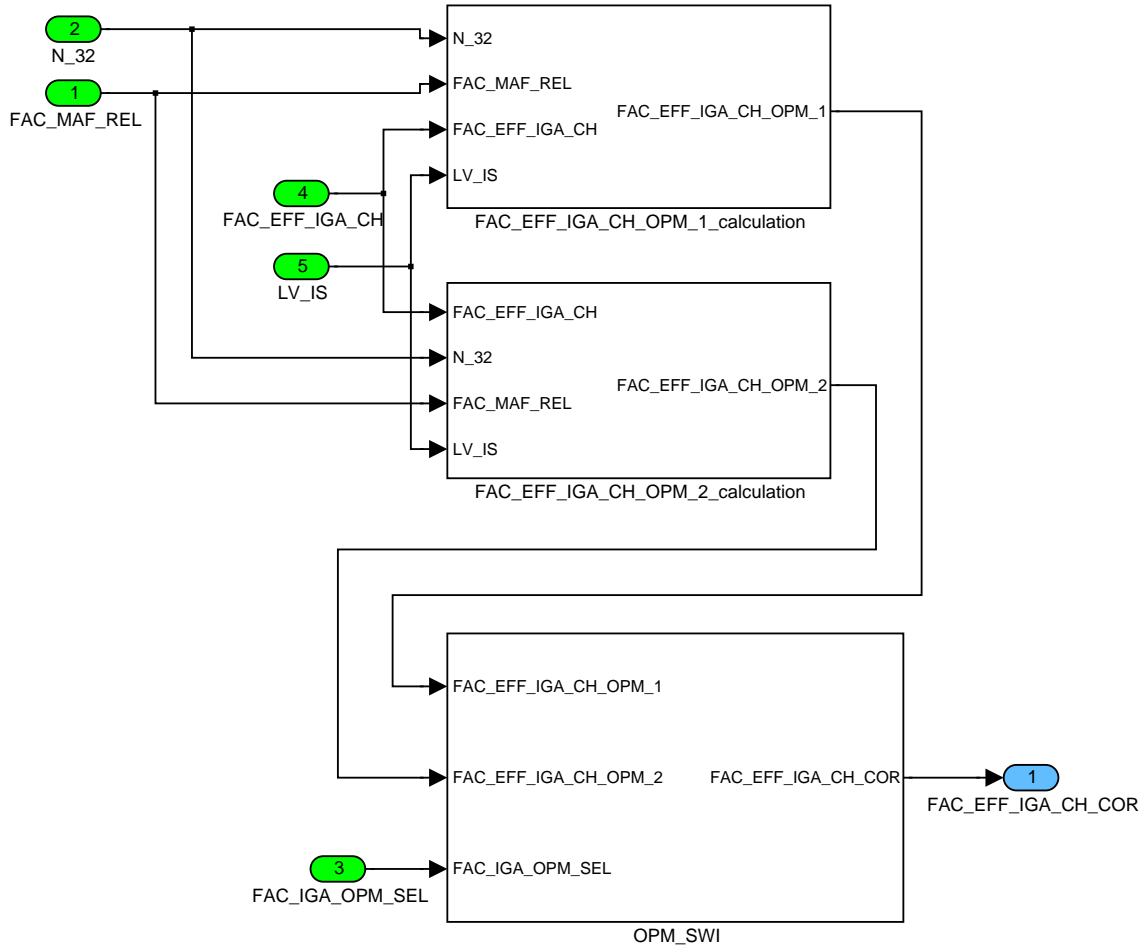 2
N_32
1
FAC_MAF_REL
4
FAC_EFF_IGA_CH
5
LV_IS
N_32
FAC_MAF_REL
FAC_EFF_IGA_CH
LV_IS
FAC_EFF_IGA_CH_OPM_1
FAC_EFF_IGA_CH_OPM_1_calculation
FAC_EFF_IGA_CH
N_32
FAC_MAF_REL
LV_IS
FAC_EFF_IGA_CH_OPM_2
FAC_EFF_IGA_CH_OPM_2_calculation
FAC_EFF_IGA_CH_OPM_1
FAC_EFF_IGA_CH_OPM_2
FAC_IGA_OPM_SEL
FAC_EFF_IGA_CH_COR
OPM_SWI
3
FAC_IGA_OPM_SEL
1
FAC_EFF_IGA_CH_COR